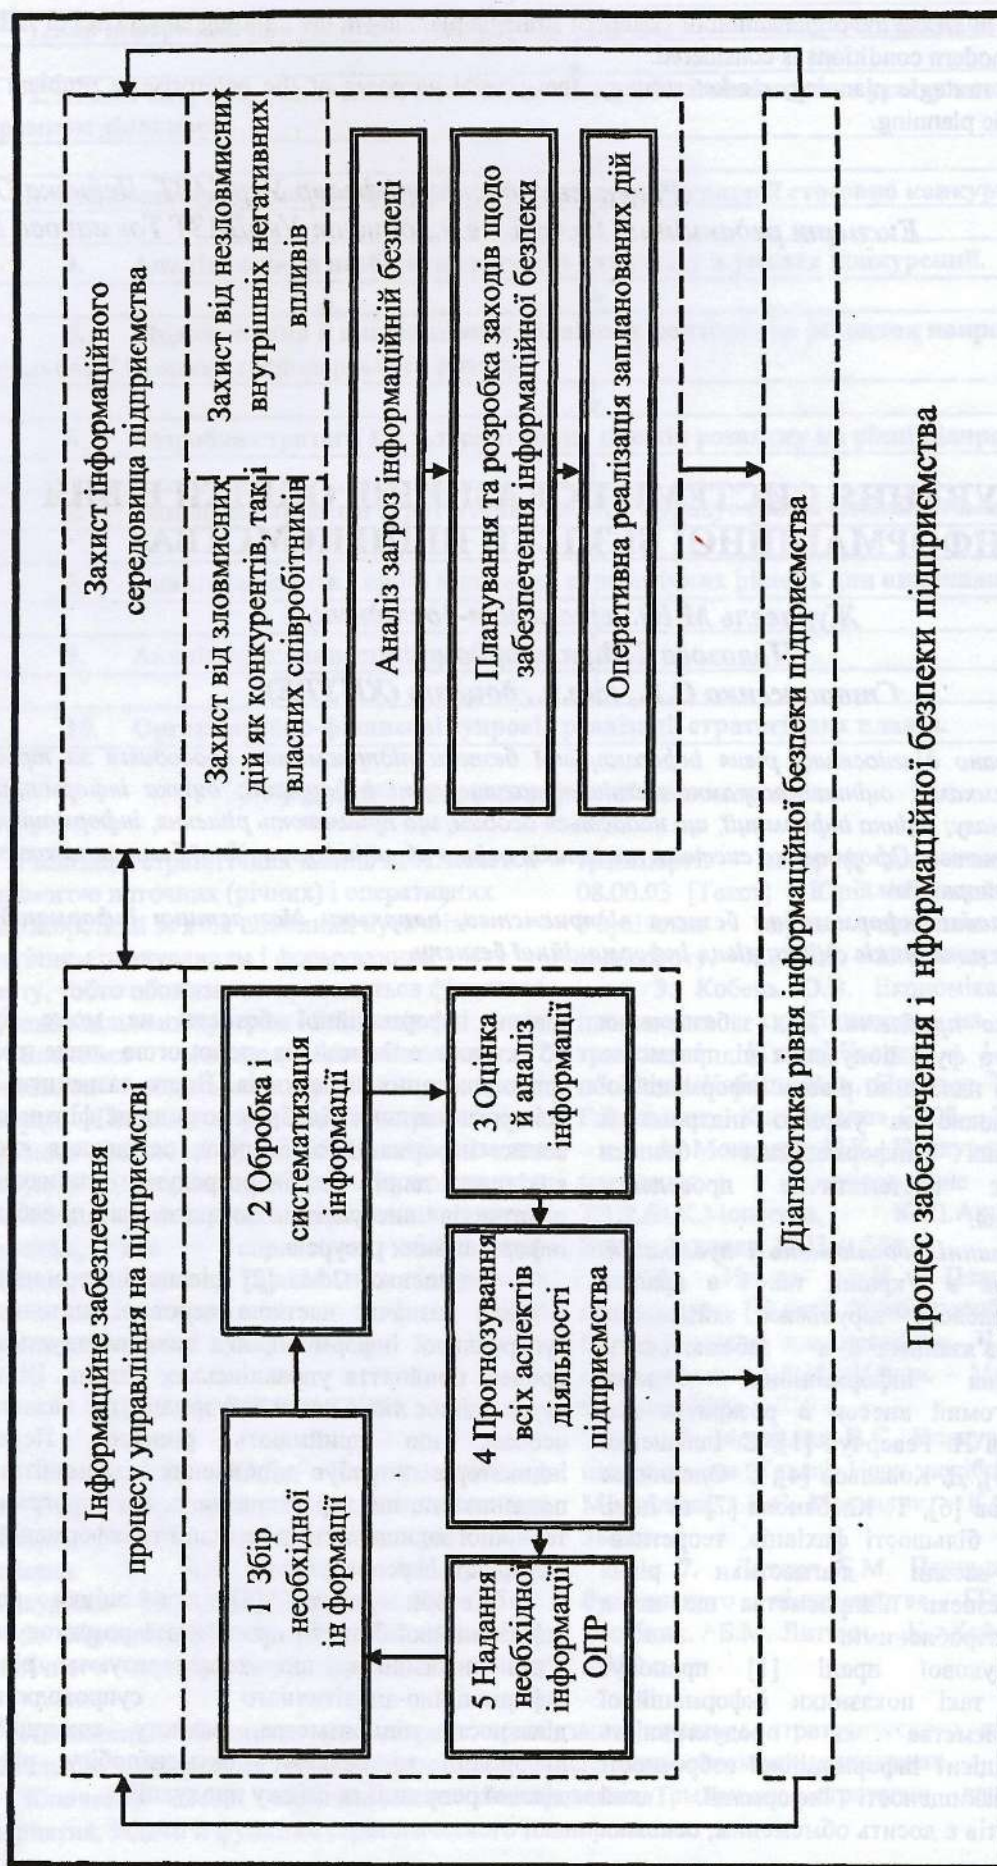 Інформаційне забезпечення
процесу управління на підприємстві
1 Збір
необхідної
інформації
2 Обробка і
систематизація
інформації
3 Оцінка
й аналіз
інформації
4 Прогнозування
всіх аспектів
діяльності
підприємства
5 Надання
необхідної
інформації
ОПР
Захист інформаційного
середовища підприємства
Захист від зловмисних
дій як конкурентів, так і
власних співробітників
Захист від незловмисних
внутрішніх негативних
впливів
Аналіз загроз інформаційній безпеці
Планування та розробка заходів щодо
забезпечення інформаційної безпеки
Оперативна реалізація запланованих дій
Діагностика рівня інформаційної безпеки підприємства
Процес забезпечення і інформаційної безпеки підприємства